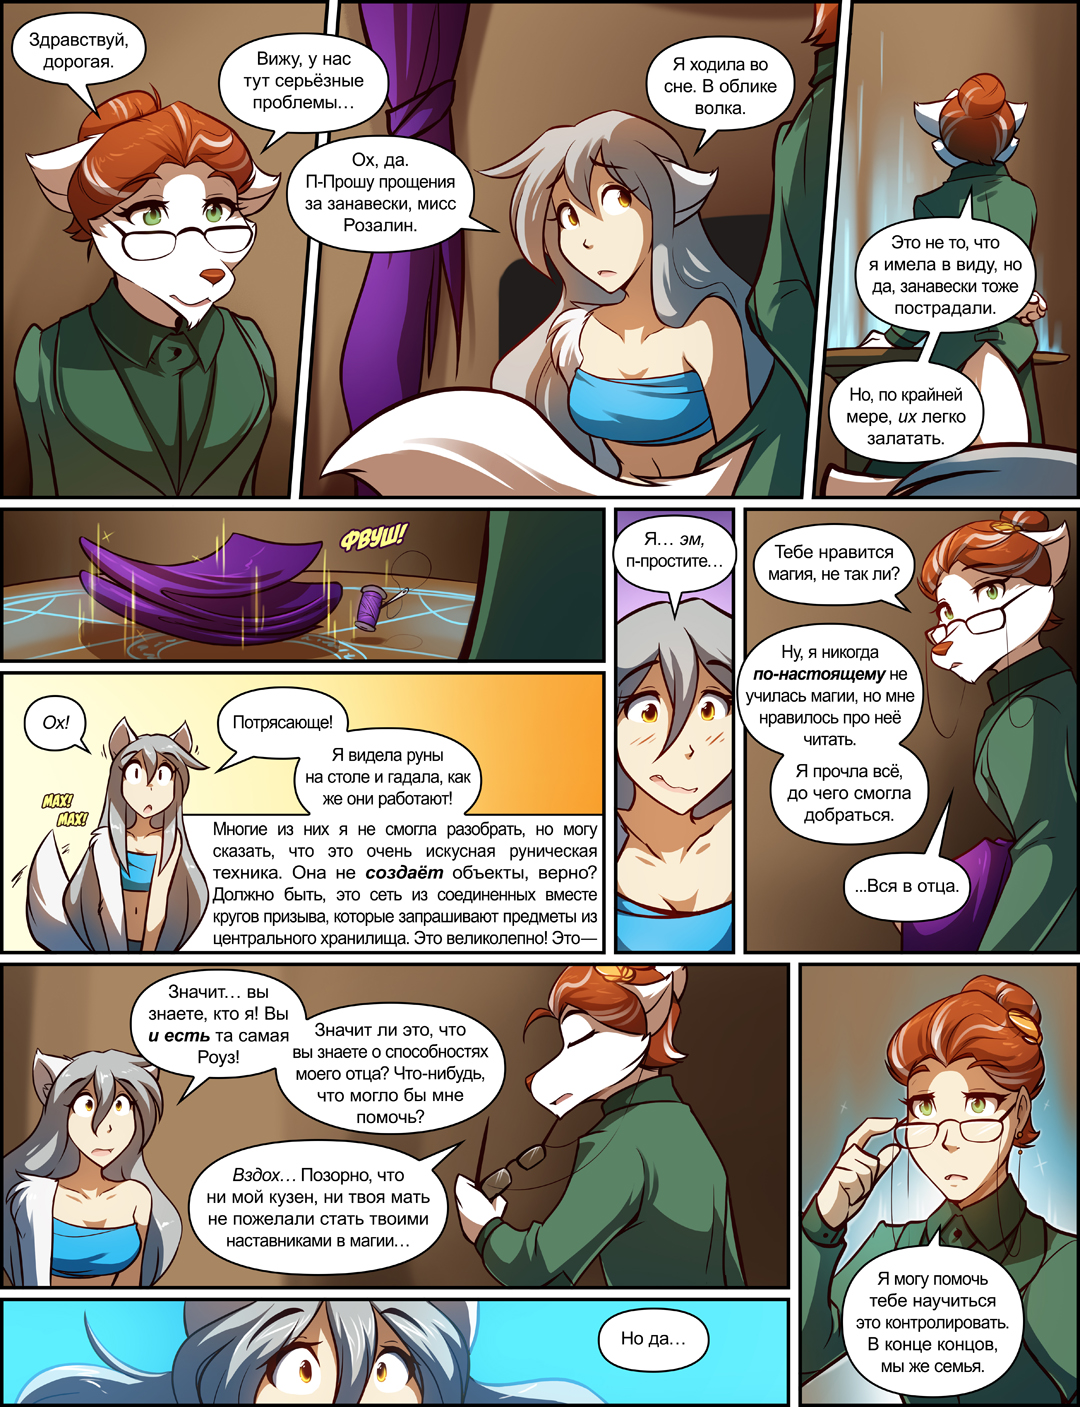 Здравствуй,
дорогая.
Вижу, у нас
тут серьёзные
проблемы...
Я ходила во
сне. В облике
волка.
Ох, да.
П-Прошу прощения
за занавески, мисс
Розалин.
Это не то, что
я имела в виду, но
да, занавески тоже
пострадали.
Но, по крайней
мере, их легко
залатать.
ФВУШ!
Я... эм,
п-простите...
Тебе нравится
магия, не так ли?
Ну, я никогда
по-настоящему не
училась магии, но мне
нравилось про неё
читать.
Я прочла всё,
до чего смогла
добраться.
...Вся в отца.
Ох!
Потрясающе!
Я видела руны
на столе и гадала, как
же они работают!
МАХ!
МАХ!
Многие из них я не смогла разобрать, но могу
сказать, что это очень искусная руническая
техника. Она не создаёт объекты, верно?
Должно быть, это сеть из соединенных вместе
кругов призыва, которые запрашивают предметы из
центрального хранилища. Это великолепно! Это—
Значит... вы
знаете, кто я! Вы
и есть та самая
Роуз!
Значит ли это, что
вы знаете о способностях
моего отца? Что-нибудь,
что могло бы мне
помочь?
Вздох... Позорно, что
ни мой кузен, ни твоя мать
не пожелали стать твоими
наставниками в магии...
Я могу помочь
тебе научиться
это контролировать.
В конце концов,
мы же семья.
Но да...